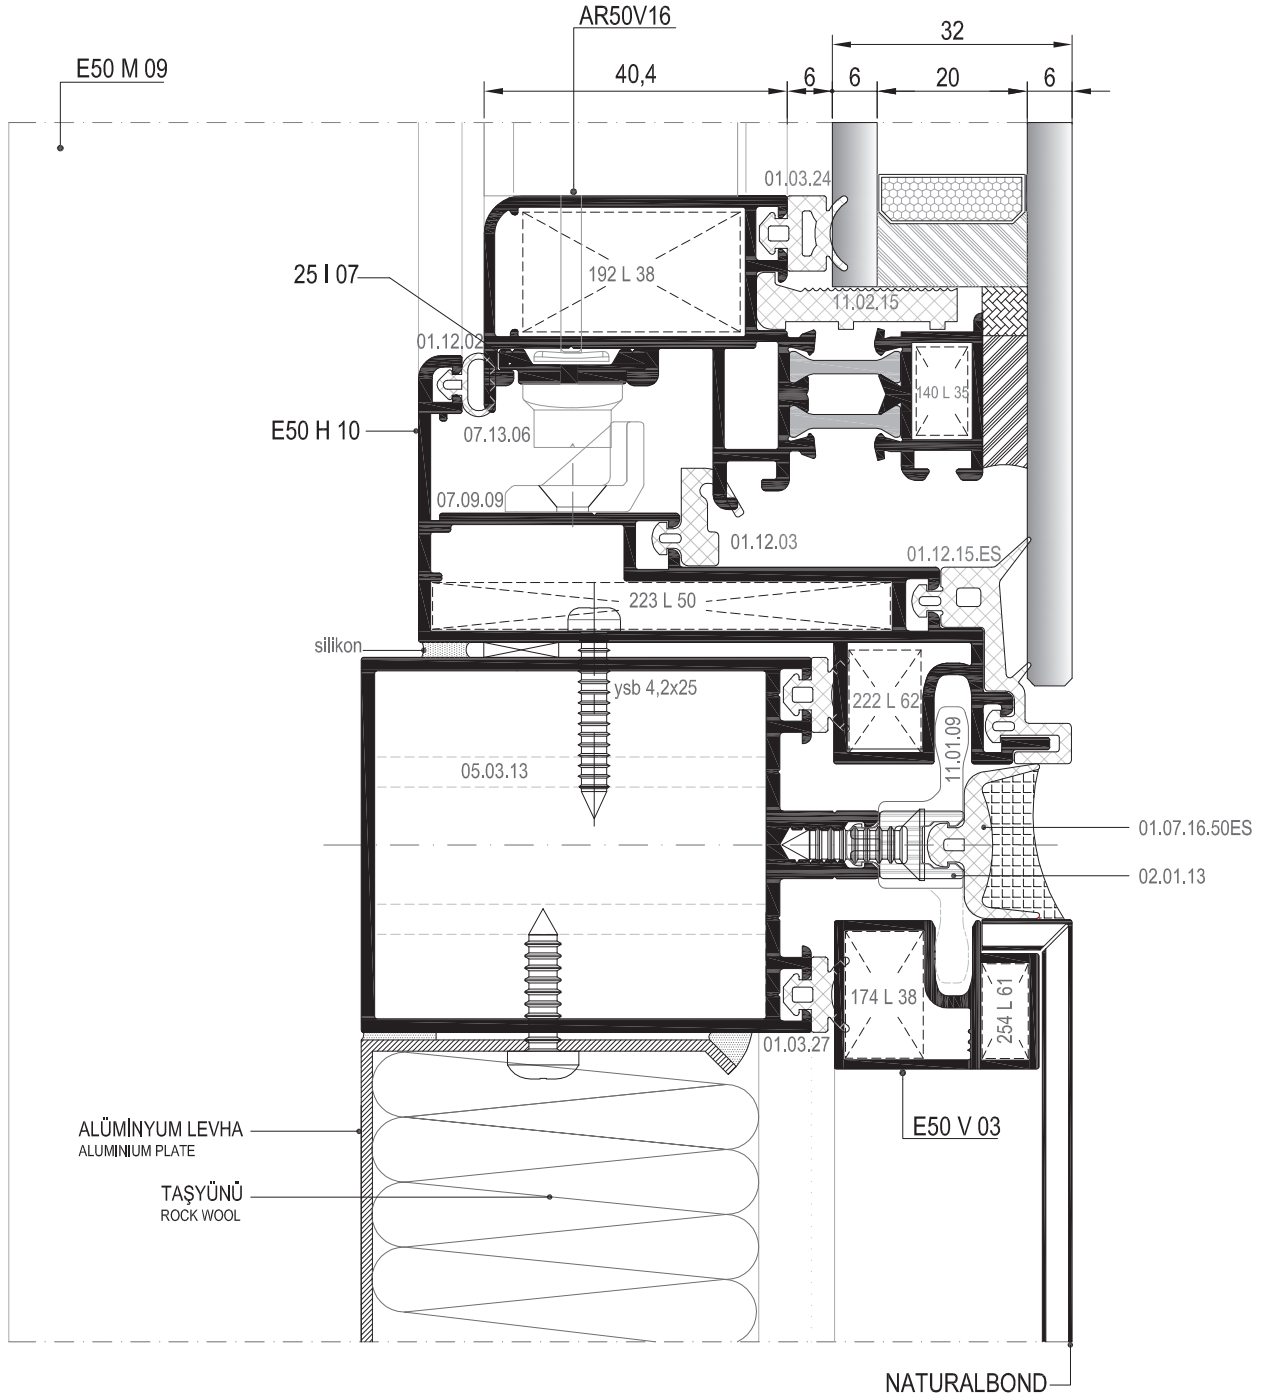 AR50V16
32
E50 M 09
40,4
6
6
20
6
01.03.24
25 I 07
192 L 38
11.02.15
01.12.02
140 L 35
E50 H 10
07.13.06
07.09.09
01.12.03
01.12.15.ES
223 L 50
silikon
ysb 4,2x25
222 L 62
11.01.09
05.03.13
01.07.16.50ES
02.01.13
174 L 38
254 L 61
01.03.27
E50 V 03
ALÜMİNYUM LEVHA
ALUMINIUM PLATE
TAŞYÜNÜ
ROCK WOOL
NATURALBOND